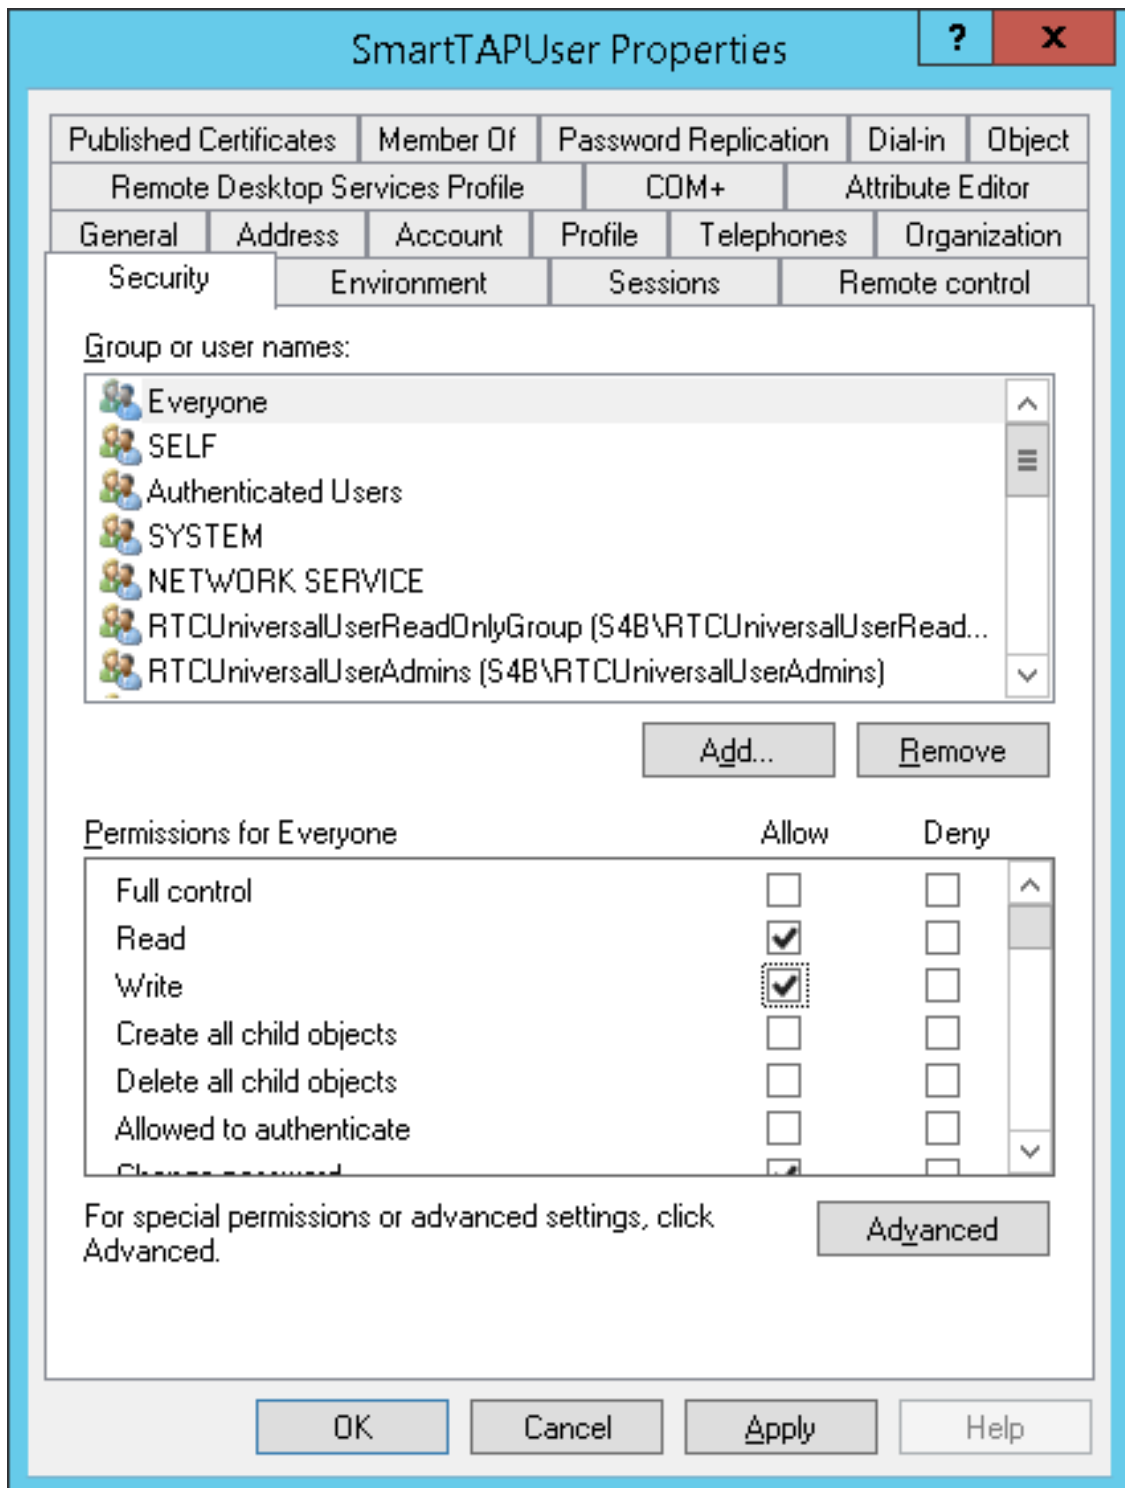 SmartTAPUser Properties
?
x
Published Certificates
Member Of
Password Replication
Dial-in
Object
Remote Desktop Services Profile
COM+
Attribute Editor
General
Address
Account
Profile
Telephones
Organization
Security
Environment
Sessions
Remote control
Group or user names:
Everyone
SELF
Authenticated Users
SYSTEM
NETWORK SERVICE
RTCUniversalUserReadOnlyGroup (S4B\RTCUniversalUserRead...
RTCUniversalUserAdmins (S4B\RTCUniversalUserAdmins)
Add...
Remove
Permissions for Everyone
Allow
Deny
Full control
Read
Write
Create all child objects
Delete all child objects
Allowed to authenticate
Change password
For special permissions or advanced settings, click
Advanced.
Advanced
OK
Cancel
Apply
Help